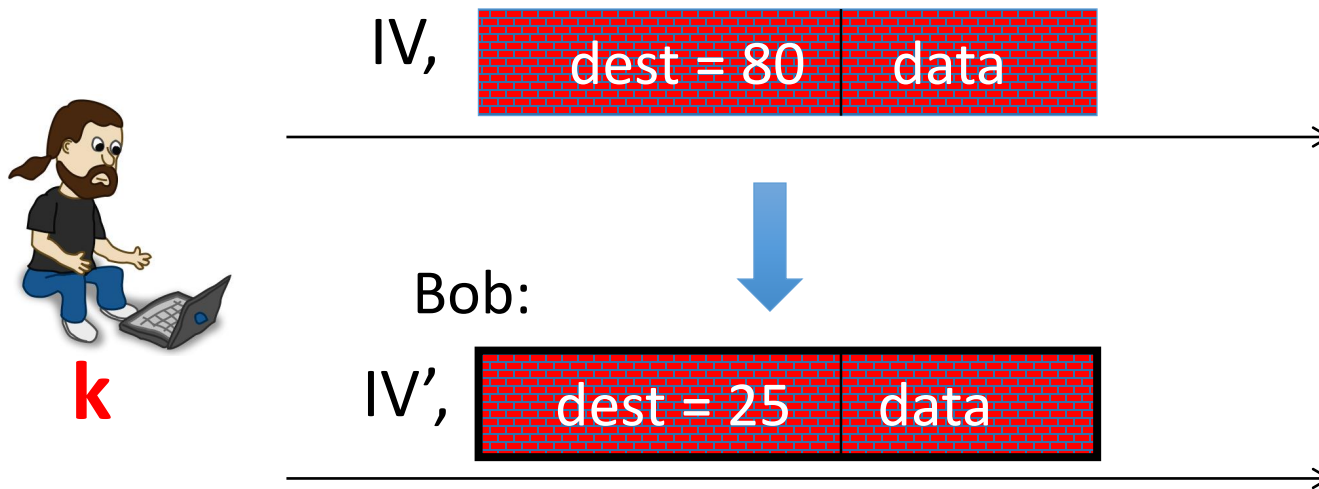 IV, dest = 80 data
Bob:
k
IV’, dest = 25 data